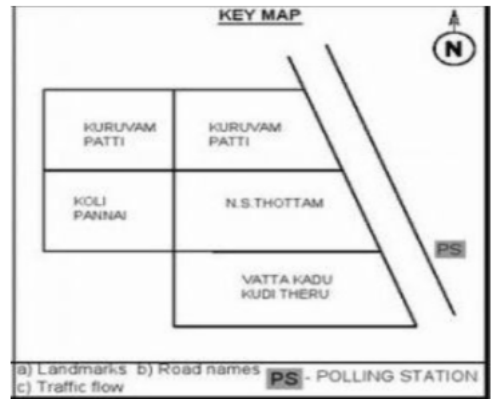 KEY MAP
N
KURUVAM
PATTI
KURUVAM
PATTI
KOLI
PANNAI
N.S.THOTTAM
PS
VATTA KADU
KUDI THERU
a) Landmarks b) Road names
c) Traffic flow
PS - POLLING STATION